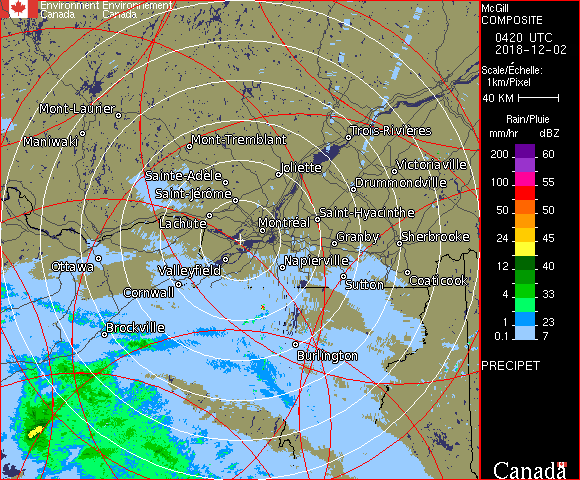 Environment Environnement
Canada Canada
McGill
COMPOSITE
0420 UTC
2018-12-02
Scale/Échelle:
1km/Pixel
40 KM
Rain/Pluie
mm/hr dBZ
200 60
100 55
50 50
24 45
12 40
4 33
1 23
0.1 7
PRECIPET
Mont-Laurier
Maniwaki
Mont-Tremblant
Trois-Rivières
Sainte-Adèle
Joliette
Victoriaville
Saint-Jérôme
Drummondville
Lachute
Saint-Hyacinthe
Montréal
Granby
Sherbrooke
Ottawa
Valleyfield
Napierville
Cornwall
Sutton
Coaticook
Brockville
Burlington
Canada